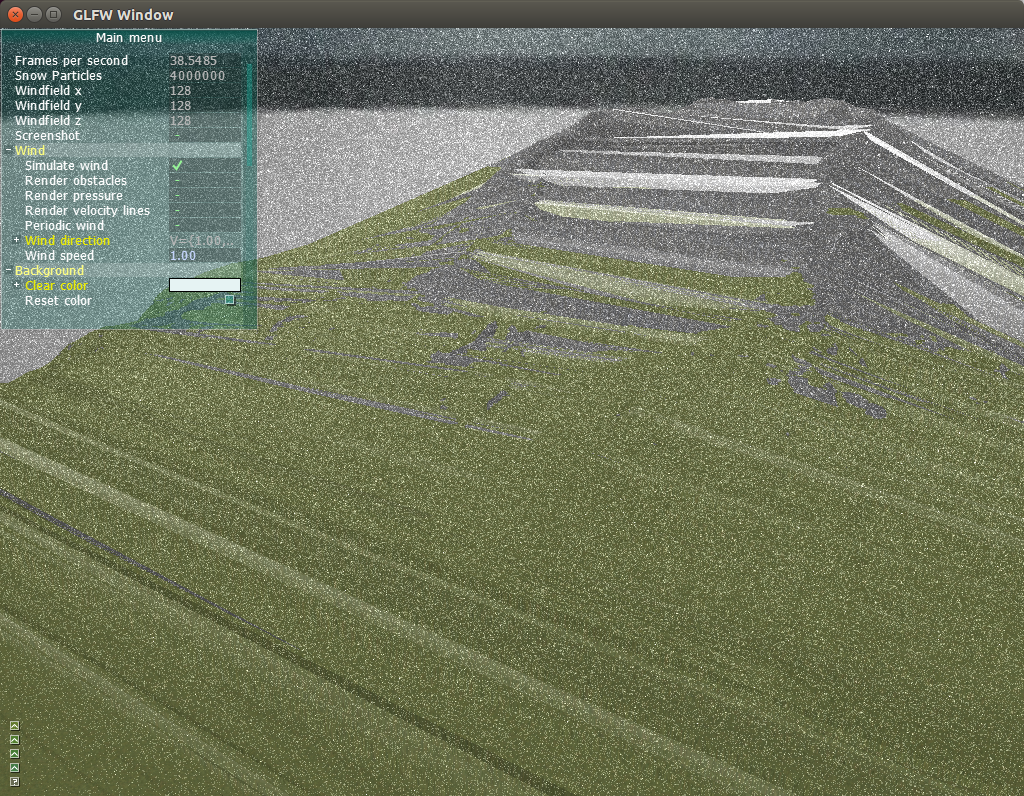 GLFW Window
Main menu
Frames per second 38.5485
Snow Particles 4000000
Windfield x 128
Windfield y 128
Windfield z 128
Screenshot -
- Wind
Simulate wind ✓
Render obstacles -
Render pressure -
Render velocity lines -
Periodic wind -
+ Wind direction V={1.00,...
Wind speed 1.00
- Background
+ Clear color
Reset color
?